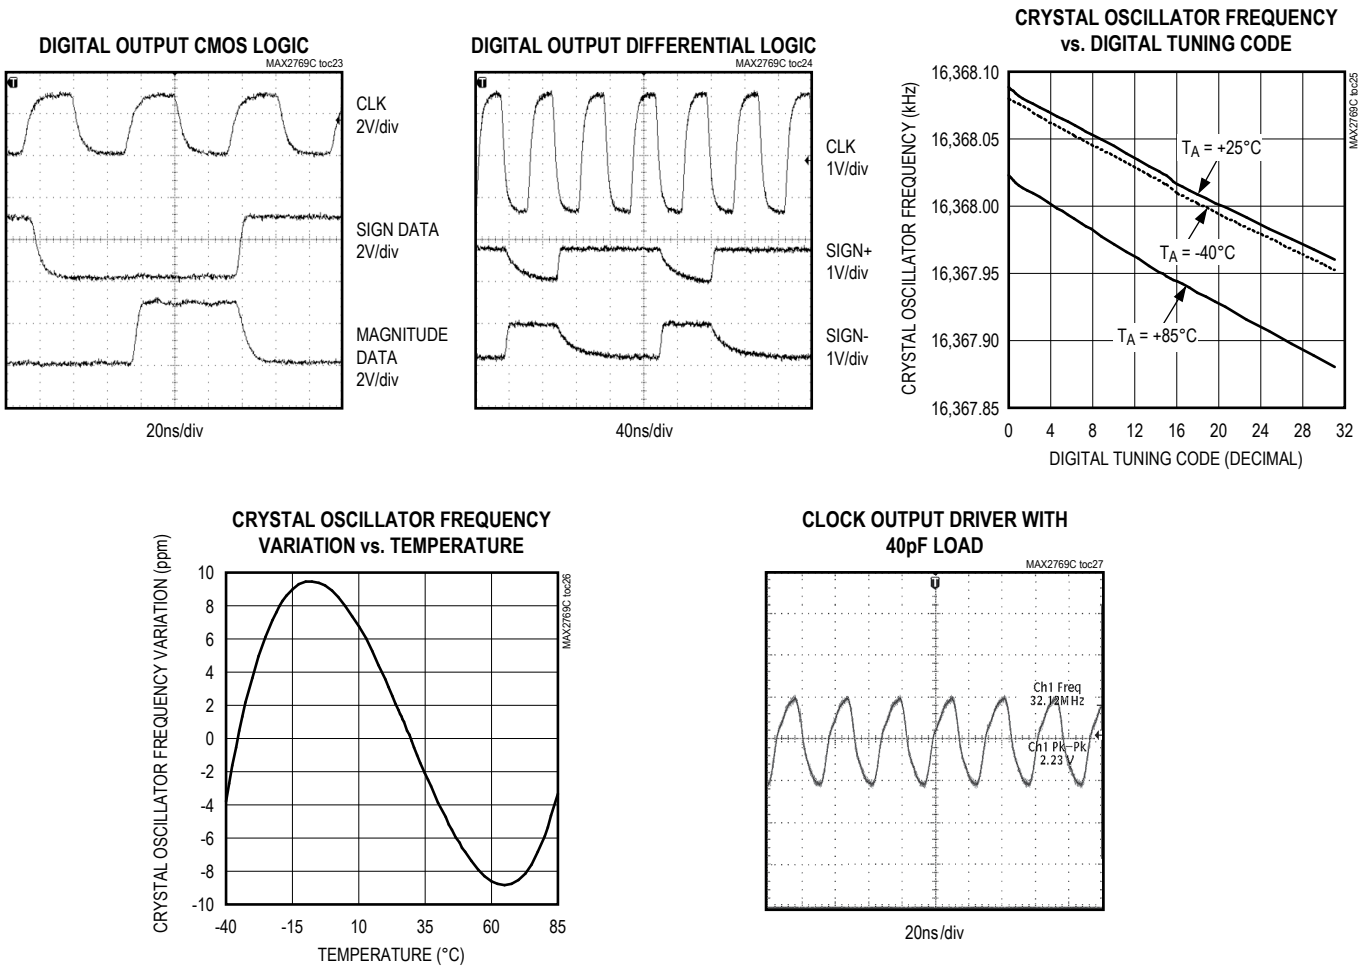 DIGITAL OUTPUT CMOS LOGIC
MAX2769C toc23
T
CLK
2V/div
SIGN DATA
2V/div
MAGNITUDE
DATA
2V/div
20ns/div
DIGITAL OUTPUT DIFFERENTIAL LOGIC
MAX2769C toc24
T
CLK
1V/div
SIGN+
1V/div
SIGN-
1V/div
40ns/div
CRYSTAL OSCILLATOR FREQUENCY
vs. DIGITAL TUNING CODE
MAX2769C toc25
CRYSTAL OSCILLATOR FREQUENCY (kHz)
16,368.10
16,368.05
16,368.00
16,367.95
16,367.90
16,367.85
TA = +25°C
TA = -40°C
TA = +85°C
0 4 8 12 16 20 24 28 32
DIGITAL TUNING CODE (DECIMAL)
CRYSTAL OSCILLATOR FREQUENCY
VARIATION vs. TEMPERATURE
MAX2769C toc26
CRYSTAL OSCILLATOR FREQUENCY VARIATION (ppm)
10
8
6
4
2
0
-2
-4
-6
-8
-10
-40 -15 10 35 60 85
TEMPERATURE (°C)
CLOCK OUTPUT DRIVER WITH
40pF LOAD
MAX2769C toc27
T
Ch1 Freq
32.12MHz
Ch1 Pk-Pk
2.23 V
20ns/div